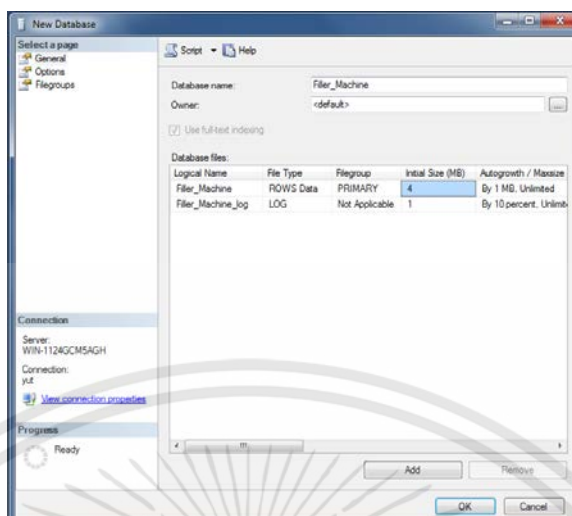 New Database
Select a page
General
Options
Filegroups
Script Help
Database name: Filler_Machine
Owner: <default> ...
Use full-text indexing
Database files:
Logical Name File Type Filegroup Initial Size (MB) Autogrowth / Maxsize
Filler_Machine ROWS Data PRIMARY 4 By 1 MB, Unlimited
Filler_Machine_log LOG Not Applicable 1 By 10 percent, Unlimit
Connection
Server:
WIN-1124GCM5AGH
Connection:
yut
View connection properties
Progress
Ready
Add Remove
OK Cancel